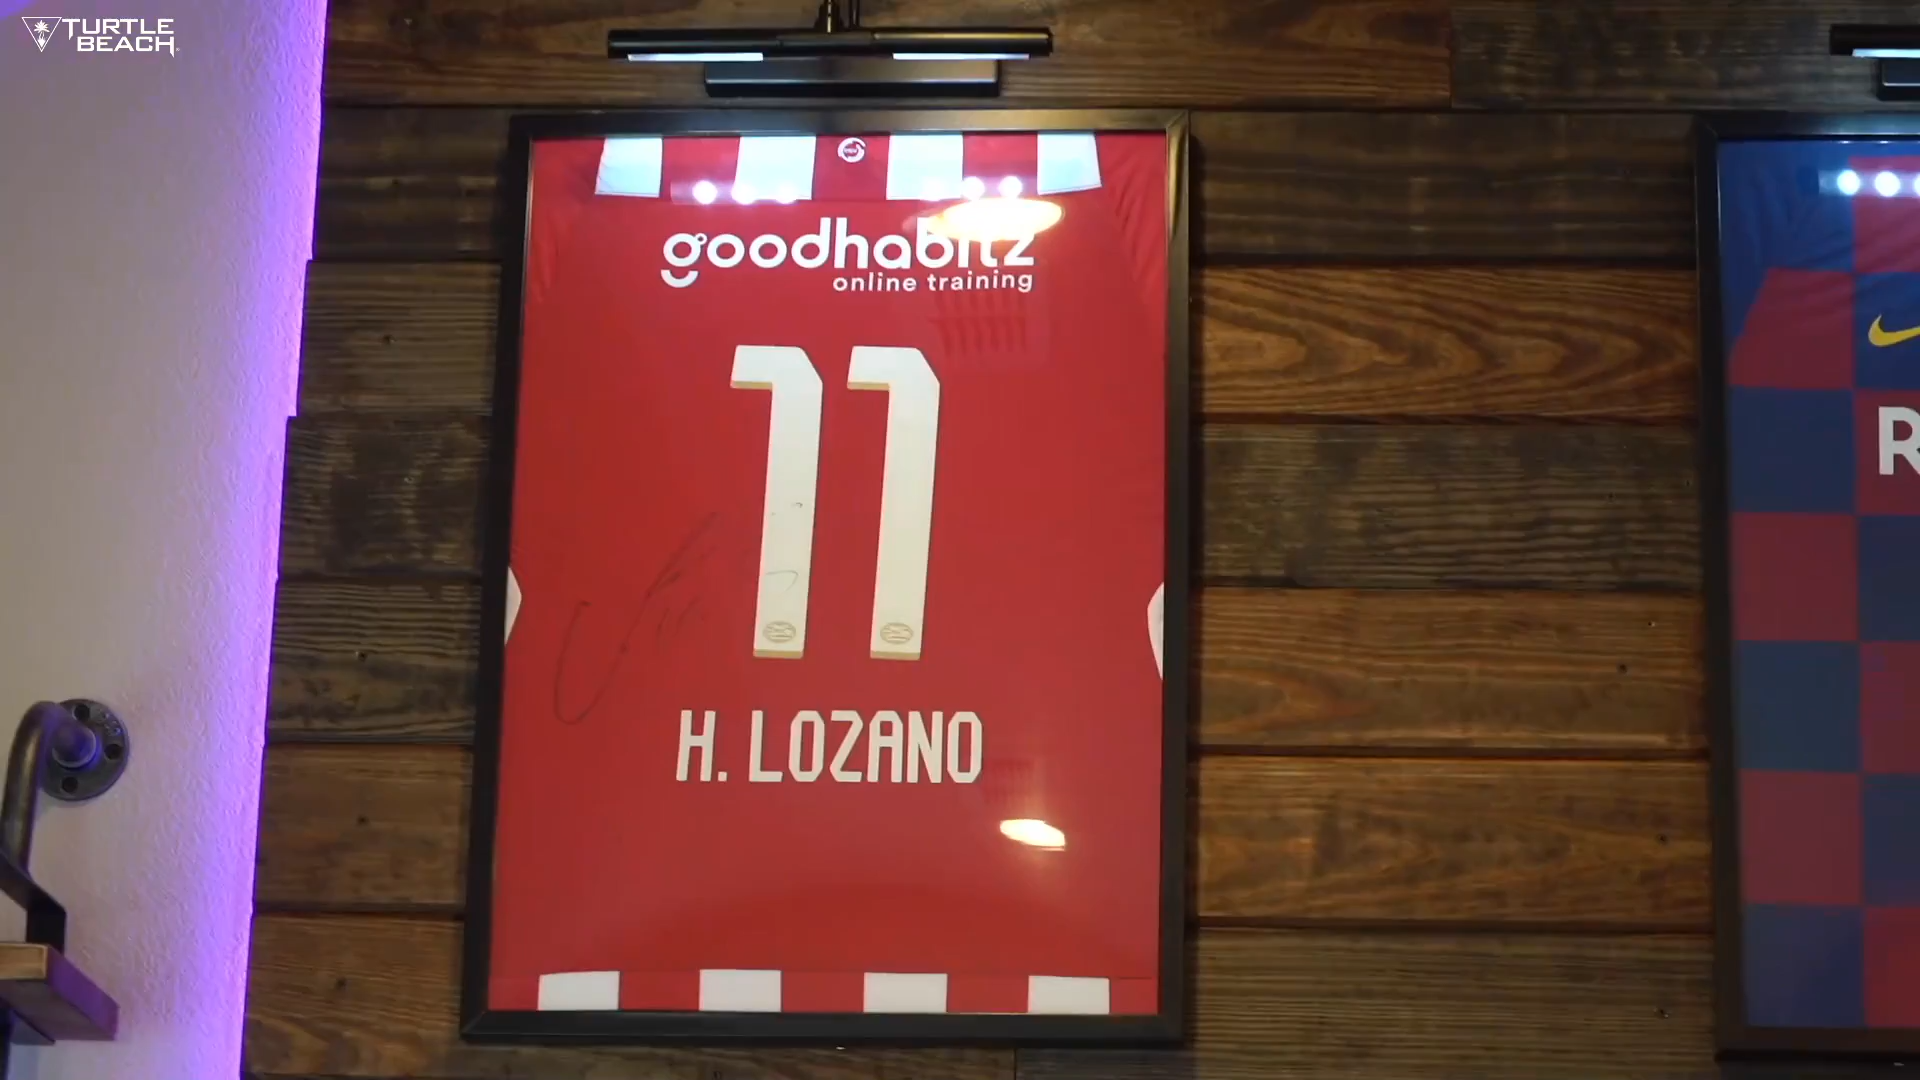 TURTLE
BEACH
goodhabitz
online training
11
H. LOZANO
R